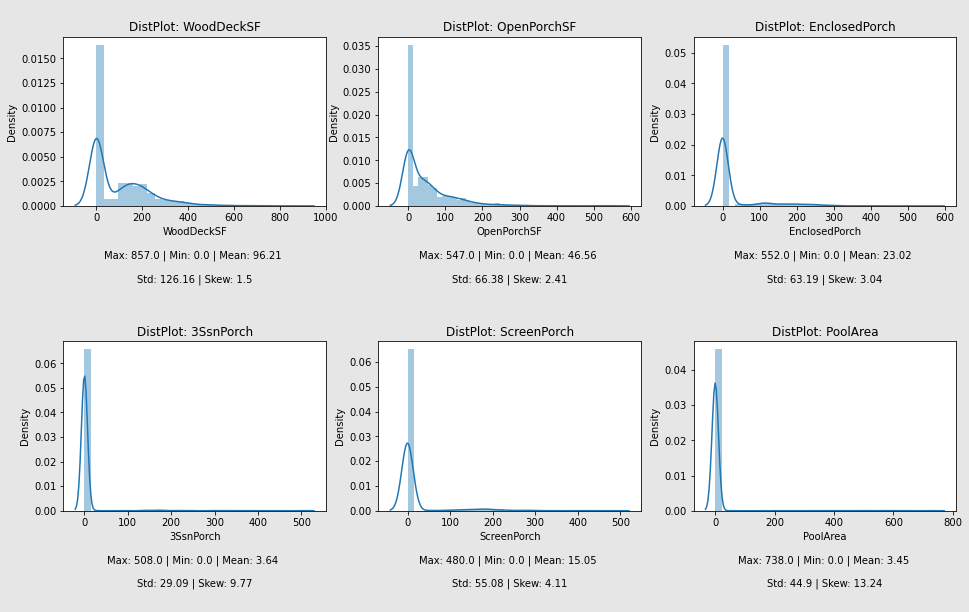 DistPlot: WoodDeckSF
0.0150
0.0125
0.0100
0.0075
0.0050
0.0025
0.0000
Density
0 200 400 600 800 1000
WoodDeckSF
Max: 857.0 | Min: 0.0 | Mean: 96.21
Std: 126.16 | Skew: 1.5
DistPlot: OpenPorchSF
0.035
0.030
0.025
0.020
0.015
0.010
0.005
0.000
Density
0 100 200 300 400 500 600
OpenPorchSF
Max: 547.0 | Min: 0.0 | Mean: 46.56
Std: 66.38 | Skew: 2.41
DistPlot: EnclosedPorch
0.05
0.04
0.03
0.02
0.01
0.00
Density
0 100 200 300 400 500 600
EnclosedPorch
Max: 552.0 | Min: 0.0 | Mean: 23.02
Std: 63.19 | Skew: 3.04
DistPlot: 3SsnPorch
0.06
0.05
0.04
0.03
0.02
0.01
0.00
Density
0 100 200 300 400 500
3SsnPorch
Max: 508.0 | Min: 0.0 | Mean: 3.64
Std: 29.09 | Skew: 9.77
DistPlot: ScreenPorch
0.06
0.05
0.04
0.03
0.02
0.01
0.00
Density
0 100 200 300 400 500
ScreenPorch
Max: 480.0 | Min: 0.0 | Mean: 15.05
Std: 55.08 | Skew: 4.11
DistPlot: PoolArea
0.04
0.03
0.02
0.01
0.00
Density
0 200 400 600 800
PoolArea
Max: 738.0 | Min: 0.0 | Mean: 3.45
Std: 44.9 | Skew: 13.24